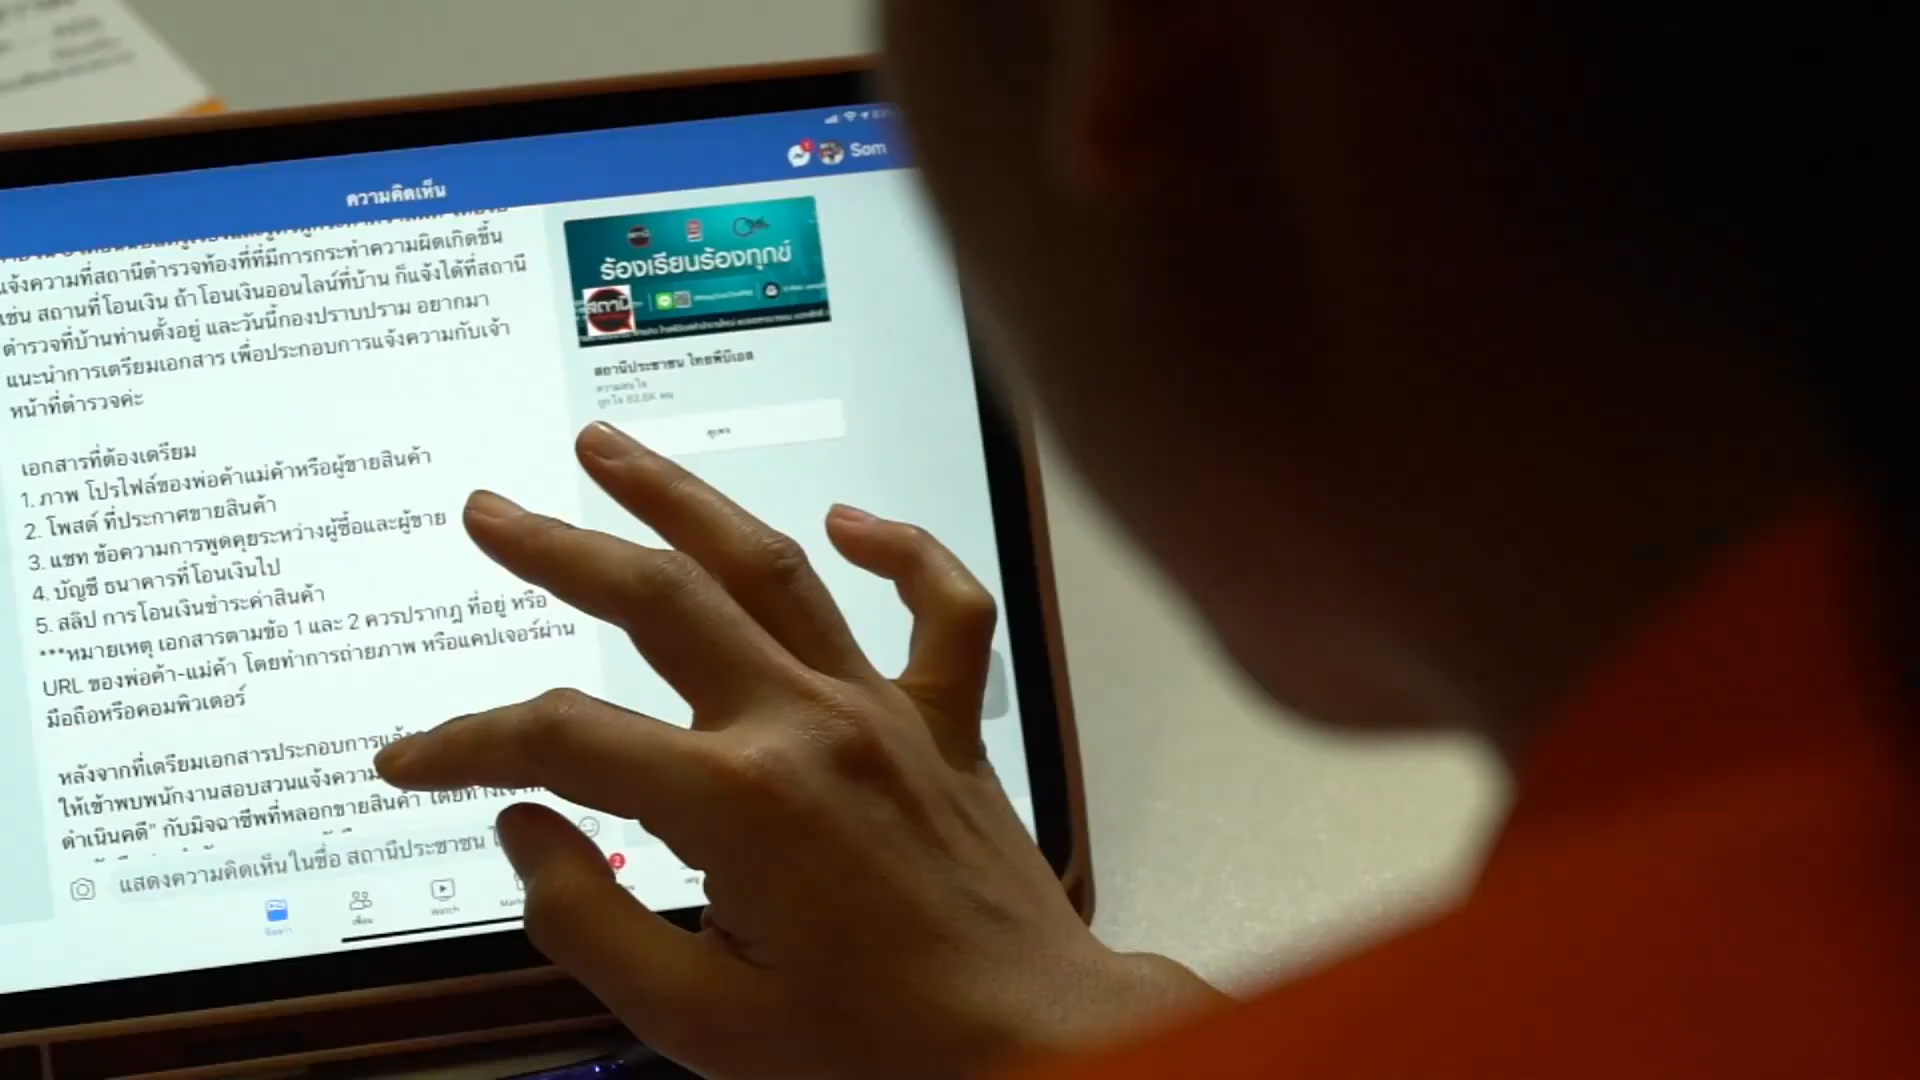 Som
ความคิดเห็น
แจ้งความที่สถานีตำรวจท้องที่ที่มีการกระทำความผิดเกิดขึ้น
เช่น สถานที่โอนเงิน ถ้าโอนเงินออนไลน์ที่บ้าน ก็แจ้งได้ที่สถานี
ตำรวจที่บ้านท่านตั้งอยู่ และวันนี้กองปราบปราม อยากมา
แนะนำการเตรียมเอกสาร เพื่อประกอบการแจ้งความกับเจ้า
หน้าที่ตำรวจค่ะ
เอกสารที่ต้องเตรียม
1. ภาพ โปรไฟล์ของพ่อค้าแม่ค้าหรือผู้ขายสินค้า
2. โพสต์ ที่ประกาศขายสินค้า
3. แชท ข้อความการพูดคุยระหว่างผู้ซื้อและผู้ขาย
4. บัญชี ธนาคารที่โอนเงินไป
5. สลิป การโอนเงินชำระค่าสินค้า
***หมายเหตุ เอกสารตามข้อ 1 และ 2 ควรปรากฎ ที่อยู่ หรือ
URL ของพ่อค้า-แม่ค้า โดยทำการถ่ายภาพ หรือแคปเจอร์ผ่าน
มือถือหรือคอมพิวเตอร์
หลังจากที่เตรียมเอกสารประกอบการแจ้ง
ให้เข้าพบพนักงานสอบสวนแจ้งความ
ดำเนินคดี" กับมิจฉาชีพที่หลอกขายสินค้า
แสดงความคิดเห็นในชื่อ สถานีประชาชน
เพื่อน
Watch
2
ร้องเรียนร้องทุกข์
สถานี
สถานีประชาชน ไทยพีบีเอส
ถูกใจ 82.6K คน
ดูเพจ